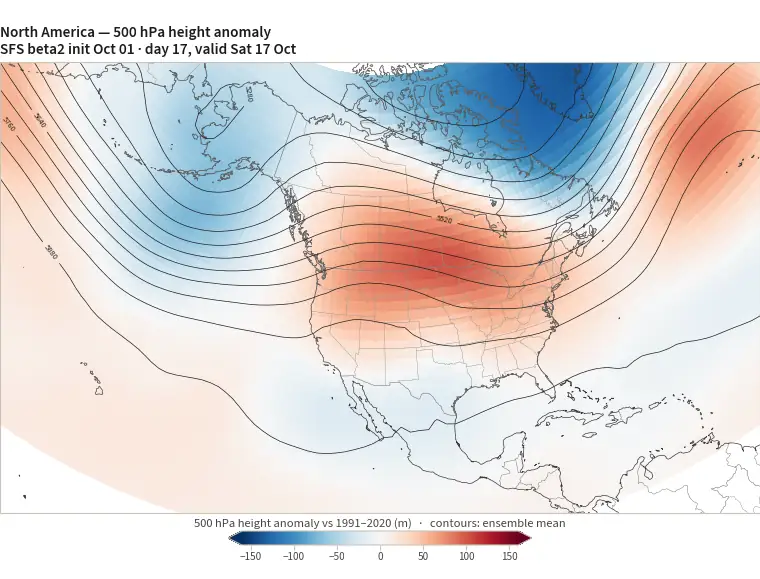 North America — 500 hPa height anomaly
SFS beta2 init Oct 01 · day 17, valid Sat 17 Oct
5280
5640
5760
5520
5880
500 hPa height anomaly vs 1991–2020 (m) · contours: ensemble mean
−150 −100 −50 0 50 100 150